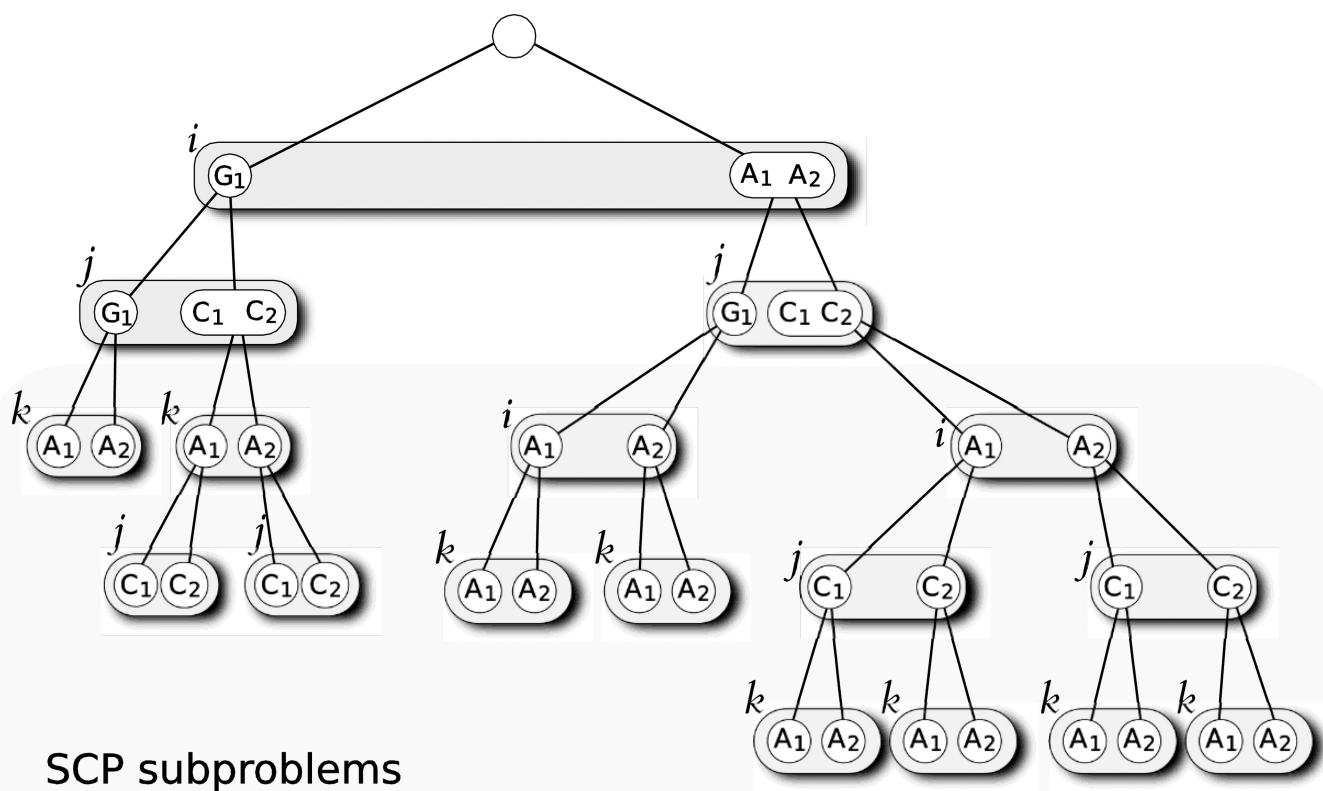 i
G1 A1 A2
j j
G1 C1 C2 G1 C1 C2
k k i i
A1 A2 A1 A2 A1 A2 A1 A2
j j k k j j
C1 C2 C1 C2 A1 A2 A1 A2 C1 C2 C1 C2
k k k k
A1 A2 A1 A2 A1 A2 A1 A2
SCP subproblems